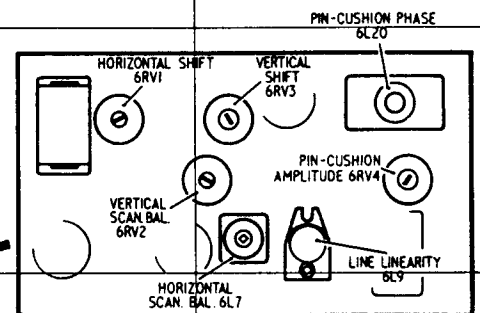 PIN-CUSHION PHASE
6L20
HORIZONTAL SHIFT
6RV1
VERTICAL
SHIFT
6RV3
PIN-CUSHION
AMPLITUDE 6RV4
VERTICAL
SCAN.BAL.
6RV2
LINE LINEARITY
6L9
HORIZONTAL
SCAN. BAL. 6L7